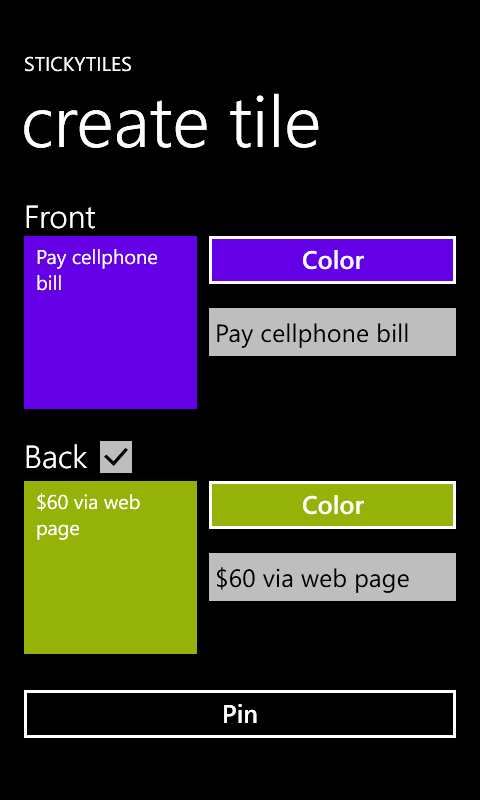 STICKYTILES
create tile
Front
Pay cellphone
bill
Color
Pay cellphone bill
Back
$60 via web
page
Color
$60 via web page
Pin